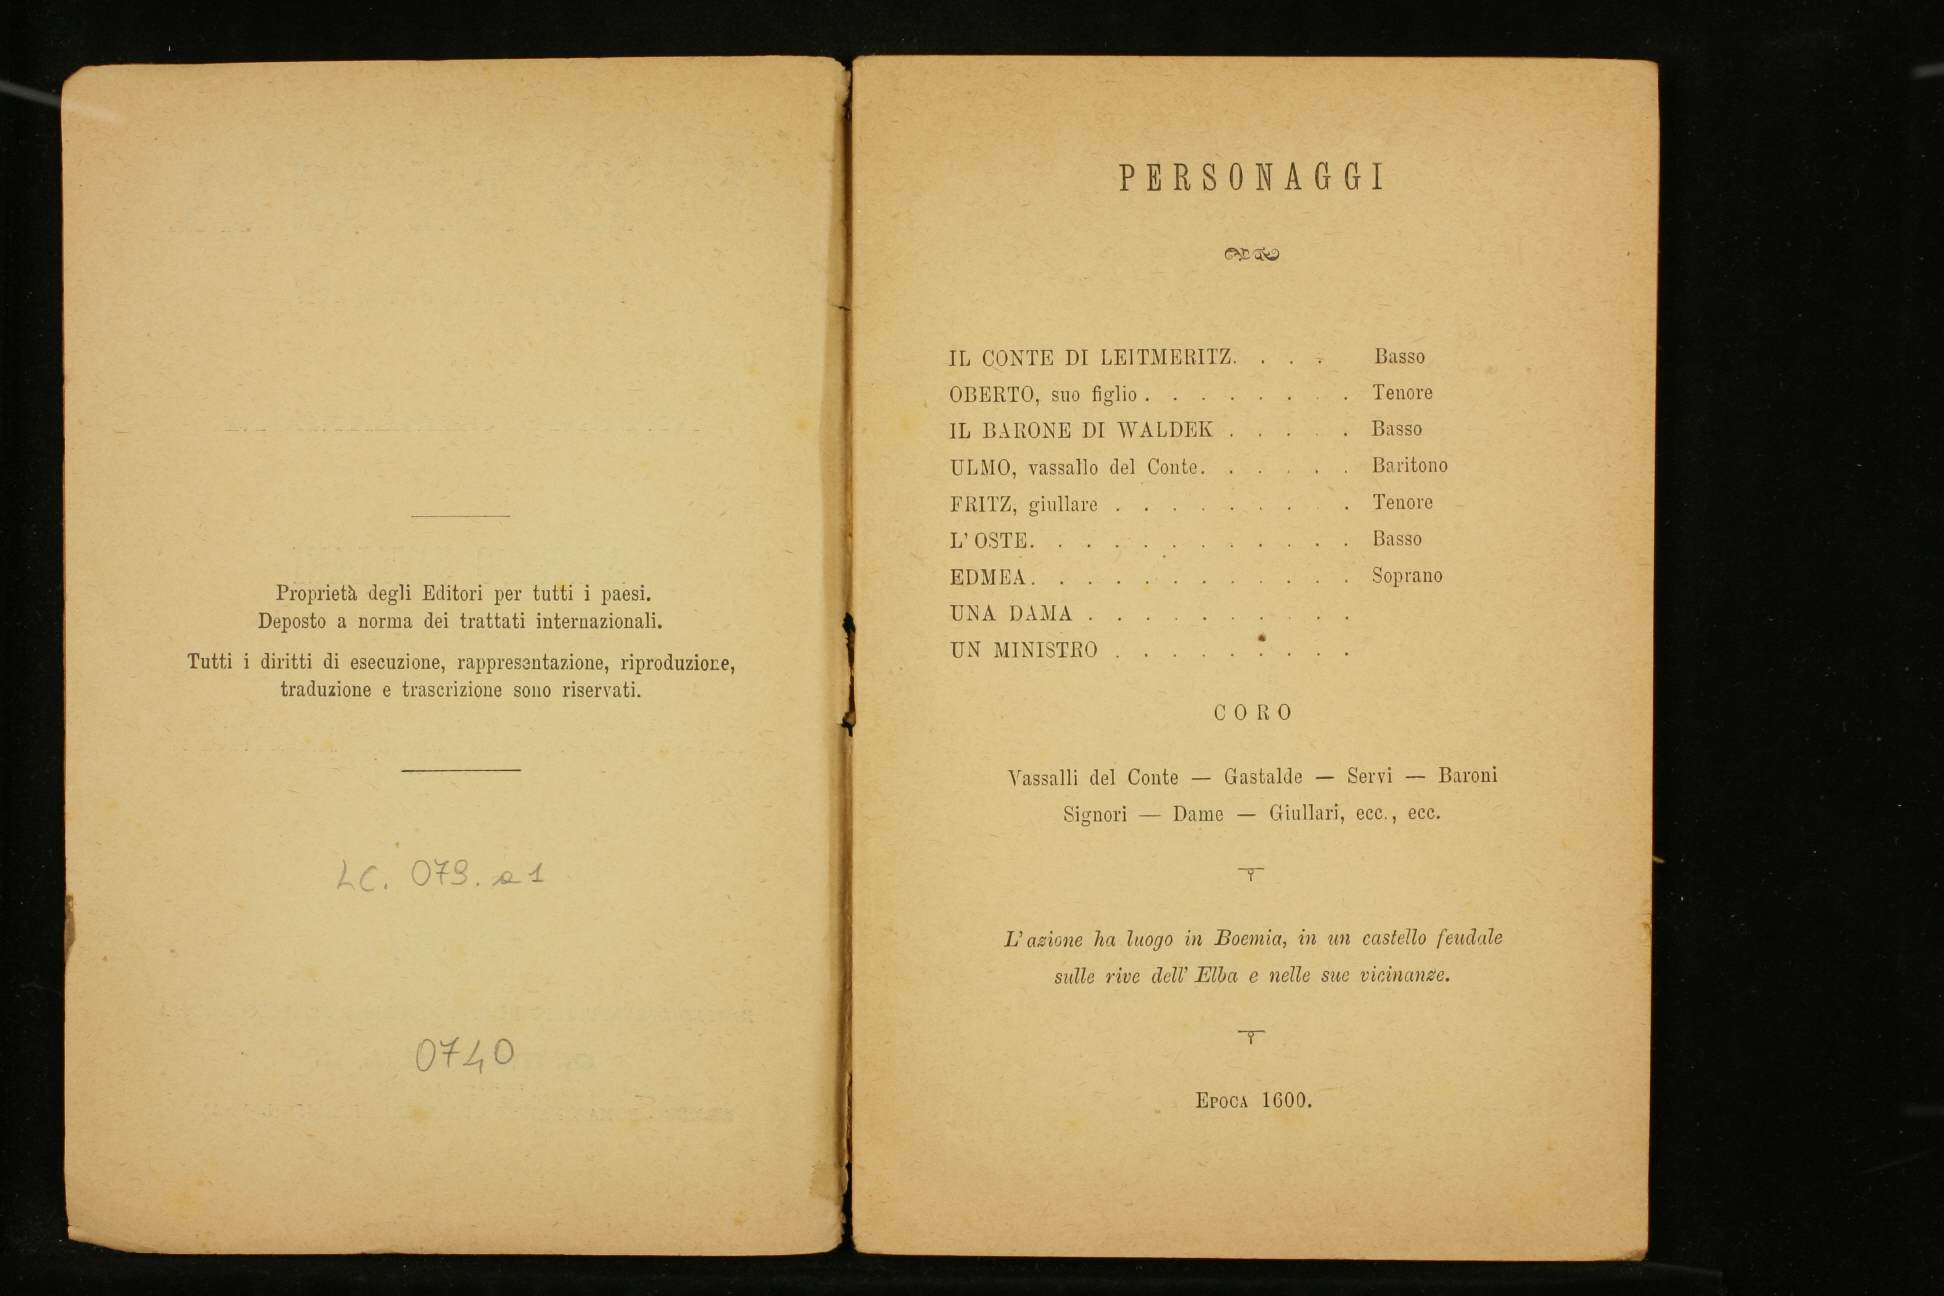 Proprietà degli Editori per tutti i paesi.
Deposto a norma dei trattati internazionali.
Tutti i diritti di esecuzione, rappresentazione, riproduzione,
traduzione e trascrizione sono riservati.
LC. 079. a1
0740
PERSONAGGI
IL CONTE DI LEITMERITZ. . . . Basso
OBERTO, suo figlio . . . . . . . . Tenore
IL BARONE DI WALDEK . . . . . Basso
ULMO, vassallo del Conte. . . . . . Baritono
FRITZ, giullare . . . . . . . . . Tenore
L'OSTE. . . . . . . . . . . . Basso
EDMEA. . . . . . . . . . . . Soprano
UNA DAMA . . . . . . . . . .
UN MINISTRO . . . . . . . . .
CORO
Vassalli del Conte — Gastalde — Servi — Baroni
Signori — Dame — Giullari, ecc., ecc.
L'azione ha luogo in Boemia, in un castello feudale
sulle rive dell'Elba e nelle sue vicinanze.
EPOCA 1600.